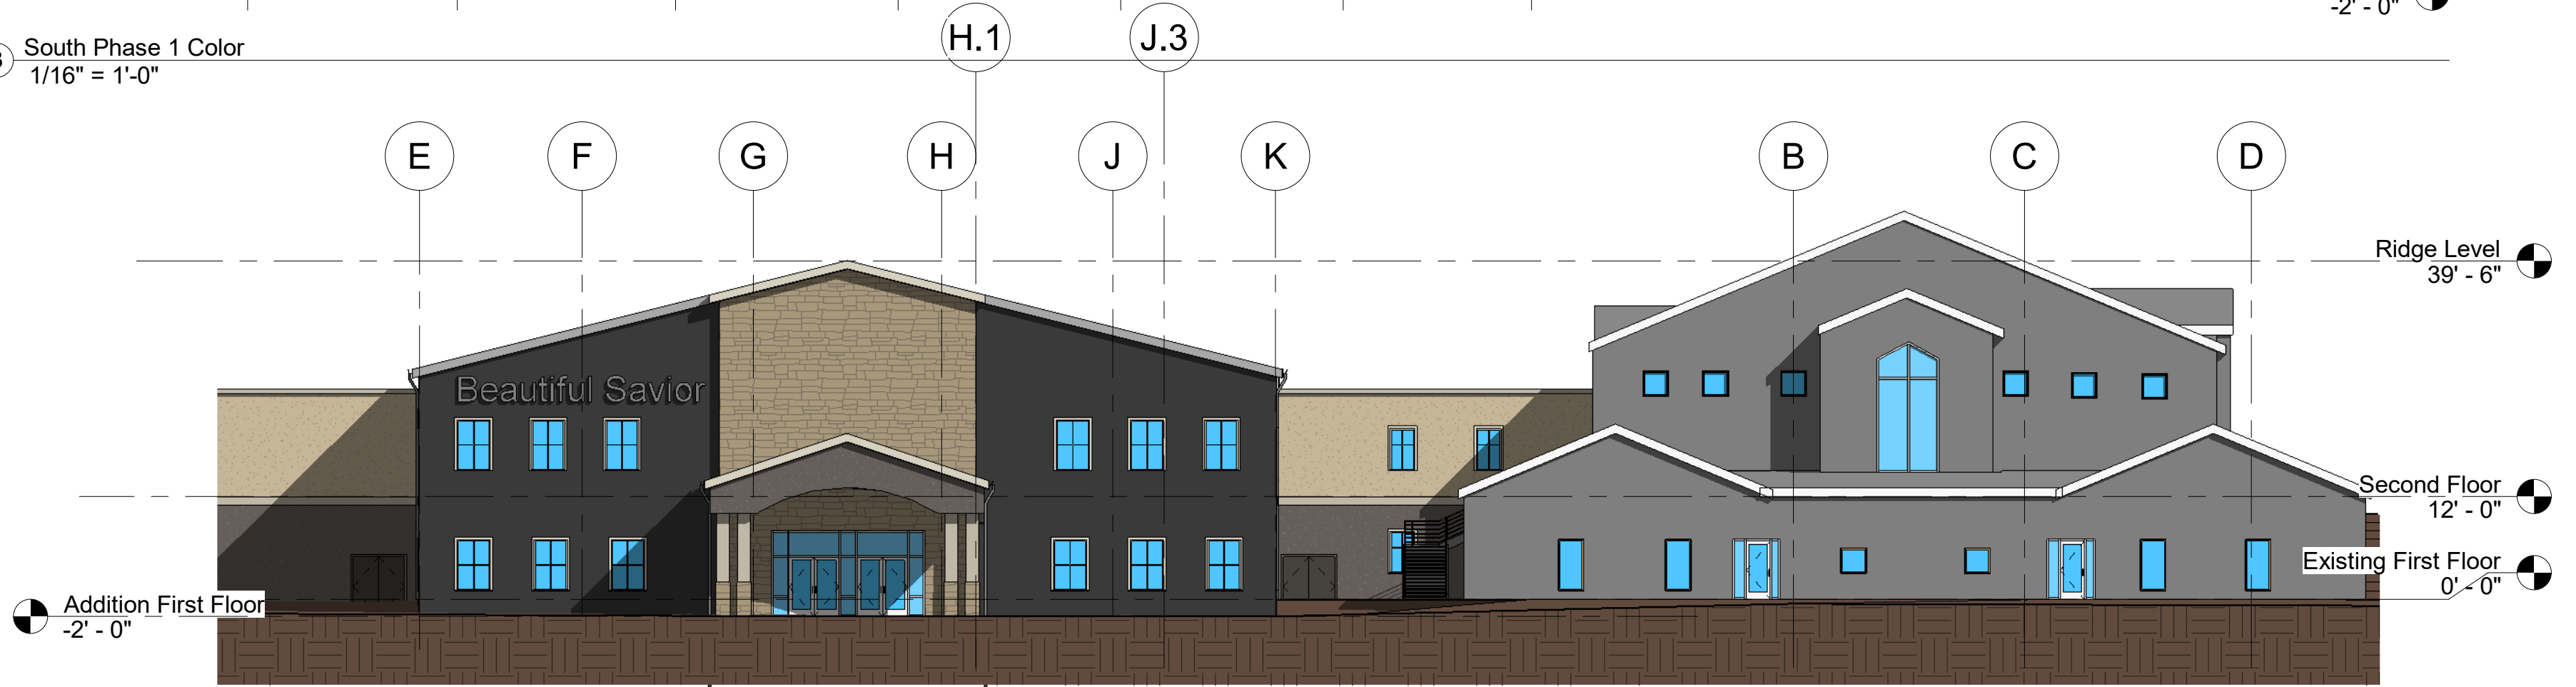 -2' - 0"
South Phase 1 Color
1/16" = 1'-0"
H.1
J.3
E
F
G
H
J
K
B
C
D
Ridge Level
39' - 6"
Beautiful Savior
Second Floor
12' - 0"
Existing First Floor
0' - 0"
Addition First Floor
-2' - 0"